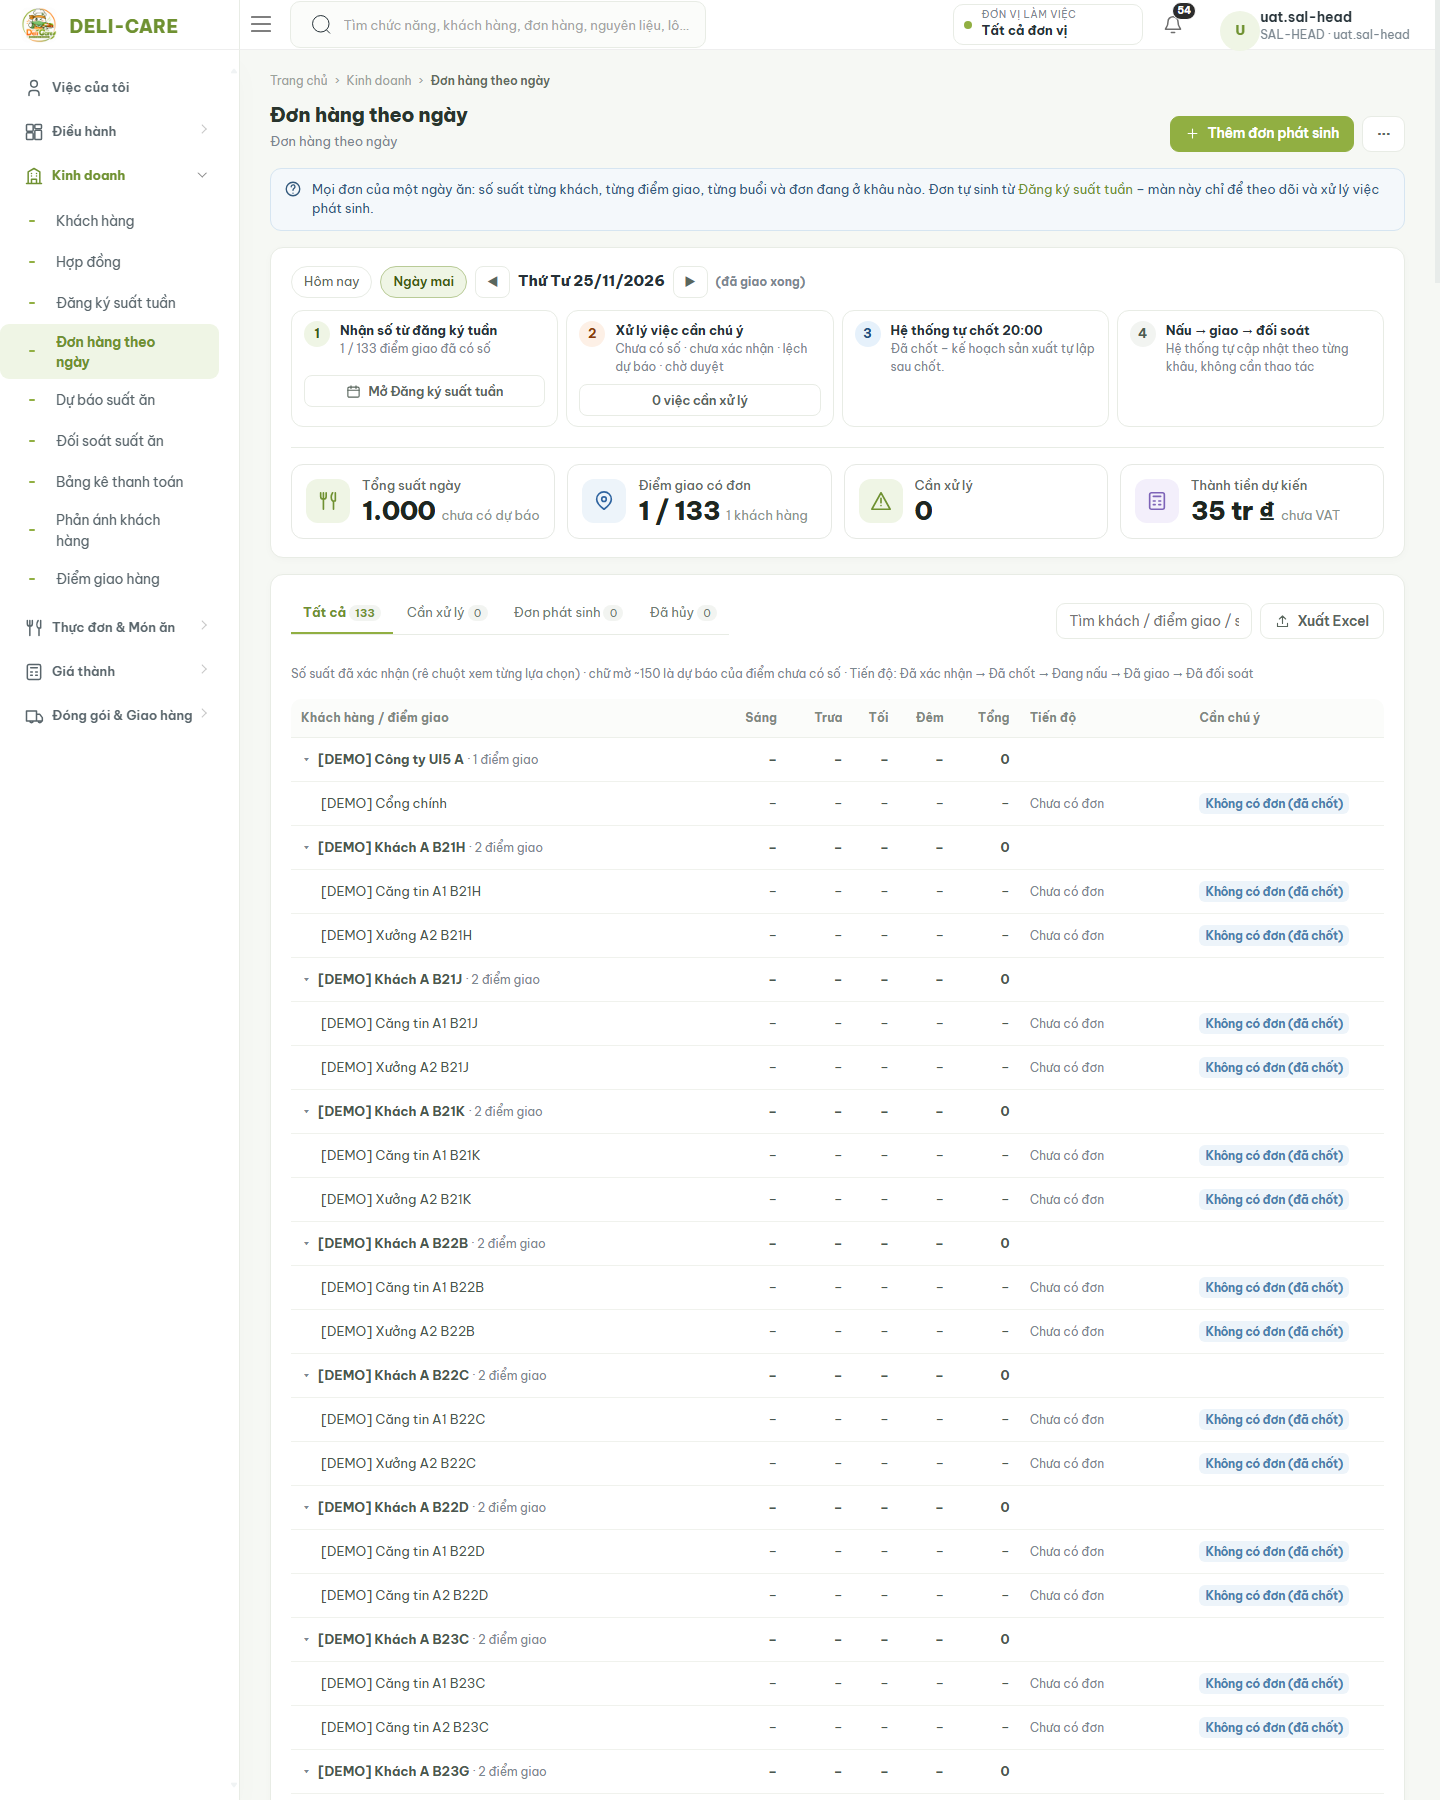 DELI-CARE
Tìm chức năng, khách hàng, đơn hàng, nguyên liệu, lô...
ĐƠN VỊ LÀM VIỆC
Tất cả đơn vị
54
U
uat.sal-head
SAL-HEAD · uat.sal-head
Việc của tôi
Điều hành
Kinh doanh
Khách hàng
Hợp đồng
Đăng ký suất tuần
Đơn hàng theo
ngày
Dự báo suất ăn
Đối soát suất ăn
Bảng kê thanh toán
Phản ánh khách
hàng
Điểm giao hàng
Thực đơn & Món ăn
Giá thành
Đóng gói & Giao hàng
Trang chủ › Kinh doanh › Đơn hàng theo ngày
Đơn hàng theo ngày
Đơn hàng theo ngày
+ Thêm đơn phát sinh
...
Mọi đơn của một ngày ăn: số suất từng khách, từng điểm giao, từng buổi và đơn đang ở khâu nào. Đơn tự sinh từ Đăng ký suất tuần – màn này chỉ để theo dõi và xử lý việc
phát sinh.
Hôm nay
Ngày mai
◀ Thứ Tư 25/11/2026 ▶ (đã giao xong)
1 Nhận số từ đăng ký tuần
1 / 133 điểm giao đã có số
Mở Đăng ký suất tuần
2 Xử lý việc cần chú ý
Chưa có số · chưa xác nhận · lệch
dự báo · chờ duyệt
0 việc cần xử lý
3 Hệ thống tự chốt 20:00
Đã chốt – kế hoạch sản xuất tự lập
sau chốt.
4 Nấu → giao → đối soát
Hệ thống tự cập nhật theo từng
khâu, không cần thao tác
Tổng suất ngày
1.000 chưa có dự báo
Điểm giao có đơn
1 / 133 1 khách hàng
Cần xử lý
0
Thành tiền dự kiến
35 tr ₫ chưa VAT
Tất cả 133
Cần xử lý 0
Đơn phát sinh 0
Đã hủy 0
Tìm khách / điểm giao / s
Xuất Excel
Số suất đã xác nhận (rê chuột xem từng lựa chọn) · chữ mờ ~150 là dự báo của điểm chưa có số · Tiến độ: Đã xác nhận → Đã chốt → Đang nấu → Đã giao → Đã đối soát
Khách hàng / điểm giao Sáng Trưa Tối Đêm Tổng Tiến độ Cần chú ý
[DEMO] Công ty UI5 A · 1 điểm giao – – – – 0
[DEMO] Cổng chính – – – – – Chưa có đơn Không có đơn (đã chốt)
[DEMO] Khách A B21H · 2 điểm giao – – – – 0
[DEMO] Căng tin A1 B21H – – – – – Chưa có đơn Không có đơn (đã chốt)
[DEMO] Xưởng A2 B21H – – – – – Chưa có đơn Không có đơn (đã chốt)
[DEMO] Khách A B21J · 2 điểm giao – – – – 0
[DEMO] Căng tin A1 B21J – – – – – Chưa có đơn Không có đơn (đã chốt)
[DEMO] Xưởng A2 B21J – – – – – Chưa có đơn Không có đơn (đã chốt)
[DEMO] Khách A B21K · 2 điểm giao – – – – 0
[DEMO] Căng tin A1 B21K – – – – – Chưa có đơn Không có đơn (đã chốt)
[DEMO] Xưởng A2 B21K – – – – – Chưa có đơn Không có đơn (đã chốt)
[DEMO] Khách A B22B · 2 điểm giao – – – – 0
[DEMO] Căng tin A1 B22B – – – – – Chưa có đơn Không có đơn (đã chốt)
[DEMO] Xưởng A2 B22B – – – – – Chưa có đơn Không có đơn (đã chốt)
[DEMO] Khách A B22C · 2 điểm giao – – – – 0
[DEMO] Căng tin A1 B22C – – – – – Chưa có đơn Không có đơn (đã chốt)
[DEMO] Xưởng A2 B22C – – – – – Chưa có đơn Không có đơn (đã chốt)
[DEMO] Khách A B22D · 2 điểm giao – – – – 0
[DEMO] Căng tin A1 B22D – – – – – Chưa có đơn Không có đơn (đã chốt)
[DEMO] Căng tin A2 B22D – – – – – Chưa có đơn Không có đơn (đã chốt)
[DEMO] Khách A B23C · 2 điểm giao – – – – 0
[DEMO] Căng tin A1 B23C – – – – – Chưa có đơn Không có đơn (đã chốt)
[DEMO] Căng tin A2 B23C – – – – – Chưa có đơn Không có đơn (đã chốt)
[DEMO] Khách A B23G · 2 điểm giao – – – – 0